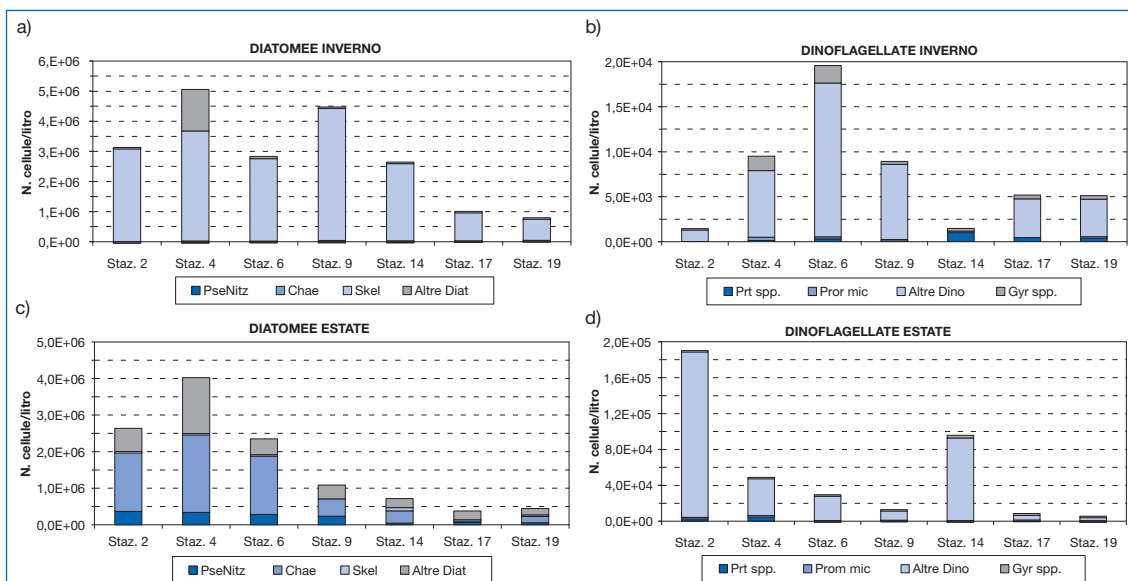 a)
DIATOMEE INVERNO
N. cellule/litro
6,E+06
5,E+06
4,E+06
3,E+06
2,E+06
1,E+06
0,E+00
Staz. 2 Staz. 4 Staz. 6 Staz. 9 Staz. 14 Staz. 17 Staz. 19
PseNitz Chae Skel Altre Diat
b)
DINOFLAGELLATE INVERNO
N. cellule/litro
2,0E+04
1,5E+04
1,0E+04
5,0E+03
0,0E+00
Staz. 2 Staz. 4 Staz. 6 Staz. 9 Staz. 14 Staz. 17 Staz. 19
Prt spp. Pror mic Altre Dino Gyr spp.
c)
DIATOMEE ESTATE
N. cellule/litro
5,0E+06
4,0E+06
3,0E+06
2,0E+06
1,0E+06
0,0E+00
Staz. 2 Staz. 4 Staz. 6 Staz. 9 Staz. 14 Staz. 17 Staz. 19
PseNitz Chae Skel Altre Diat
d)
DINOFLAGELLATE ESTATE
N. cellule/litro
2,0E+05
1,6E+05
1,2E+05
8,0E+04
4,0E+04
0,0E+00
Staz. 2 Staz. 4 Staz. 6 Staz. 9 Staz. 14 Staz. 17 Staz. 19
Prt spp. Prom mic Altre Dino Gyr spp.